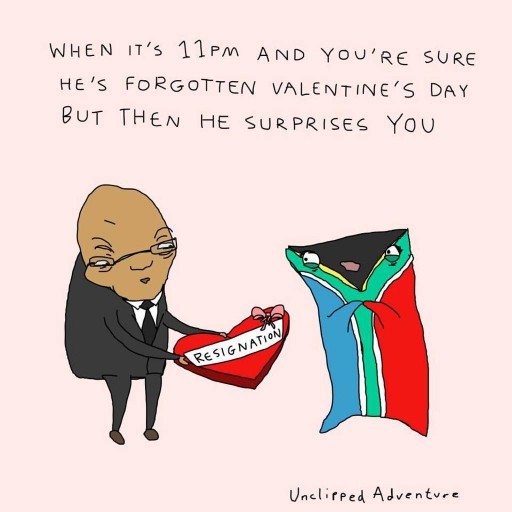 WHEN IT'S 11PM AND YOU'RE SURE
HE'S FORGOTTEN VALENTINE'S DAY
BUT THEN HE SURPRISES YOU
RESIGNATION
Unclipped Adventure